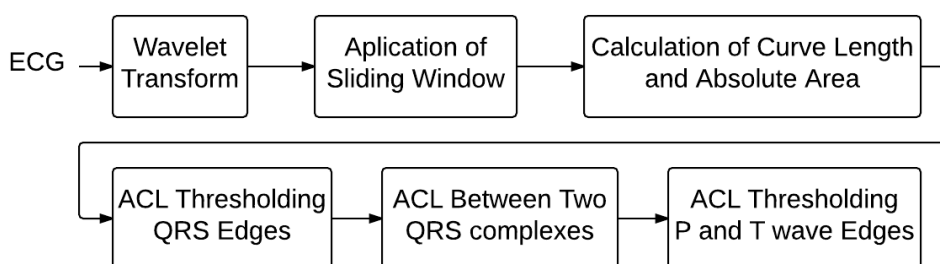 ECG
Wavelet
Transform
Aplication of
Sliding Window
Calculation of Curve Length
and Absolute Area
ACL Thresholding
QRS Edges
ACL Between Two
QRS complexes
ACL Thresholding
P and T wave Edges